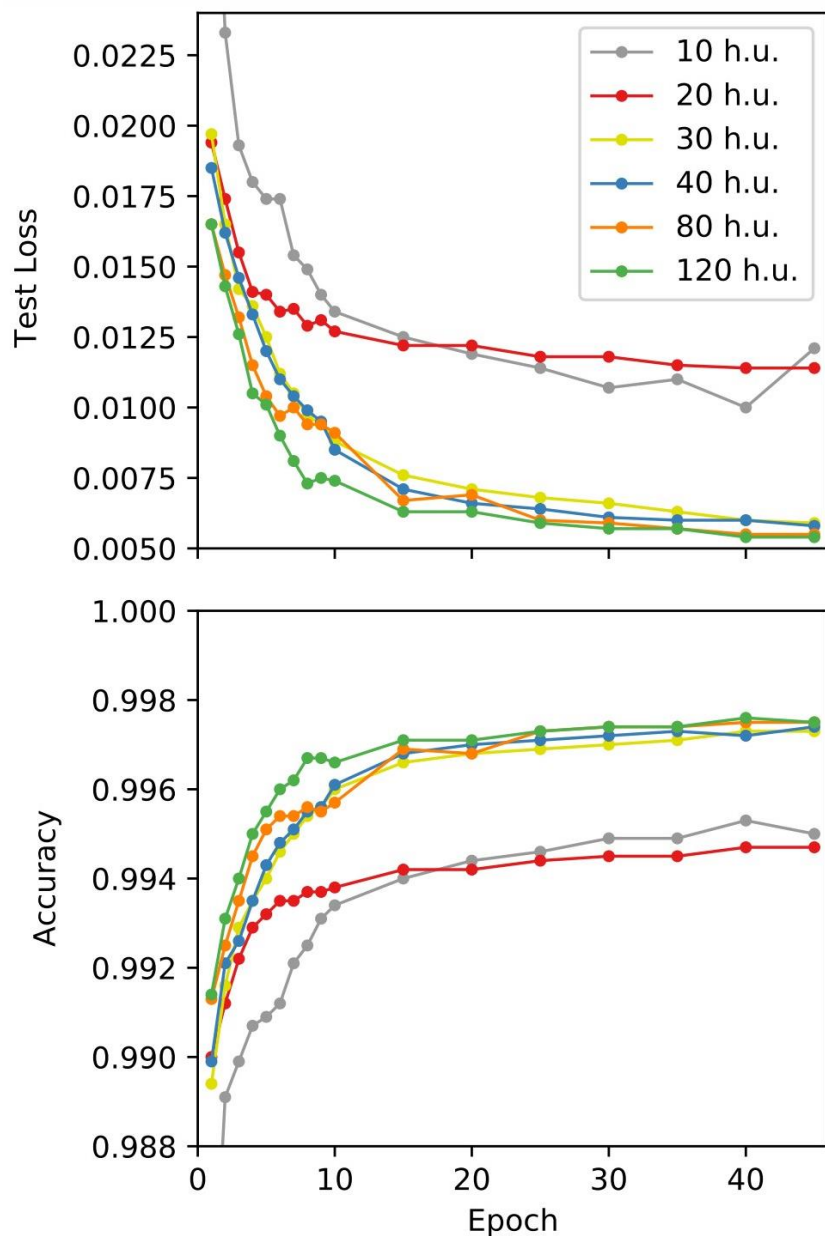 0.0225
0.0200
0.0175
0.0150
0.0125
0.0100
0.0075
0.0050
Test Loss
10 h.u.
20 h.u.
30 h.u.
40 h.u.
80 h.u.
120 h.u.
1.000
0.998
0.996
0.994
0.992
0.990
0.988
Accuracy
0 10 20 30 40
Epoch